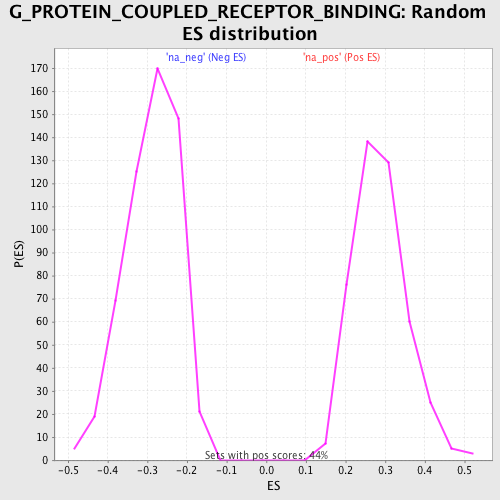 G_PROTEIN_COUPLED_RECEPTOR_BINDING: Random
ES distribution
'na_neg' (Neg ES) 'na_pos' (Pos ES)
170
160
150
140
130
120
110
100
90
80
70
60
50
40
30
20
10
0
P(ES)
Sets with pos scores: 44%
-0.5 -0.4 -0.3 -0.2 -0.1 0.0 0.1 0.2 0.3 0.4 0.5
ES